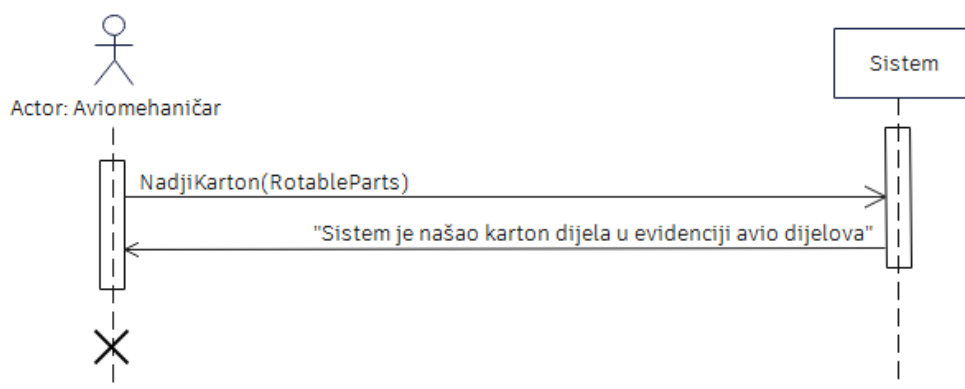 Sistem
Actor: Aviomehaničar
NadjiKarton(RotableParts)
"Sistem je našao karton dijela u evidenciji avio dijelova"